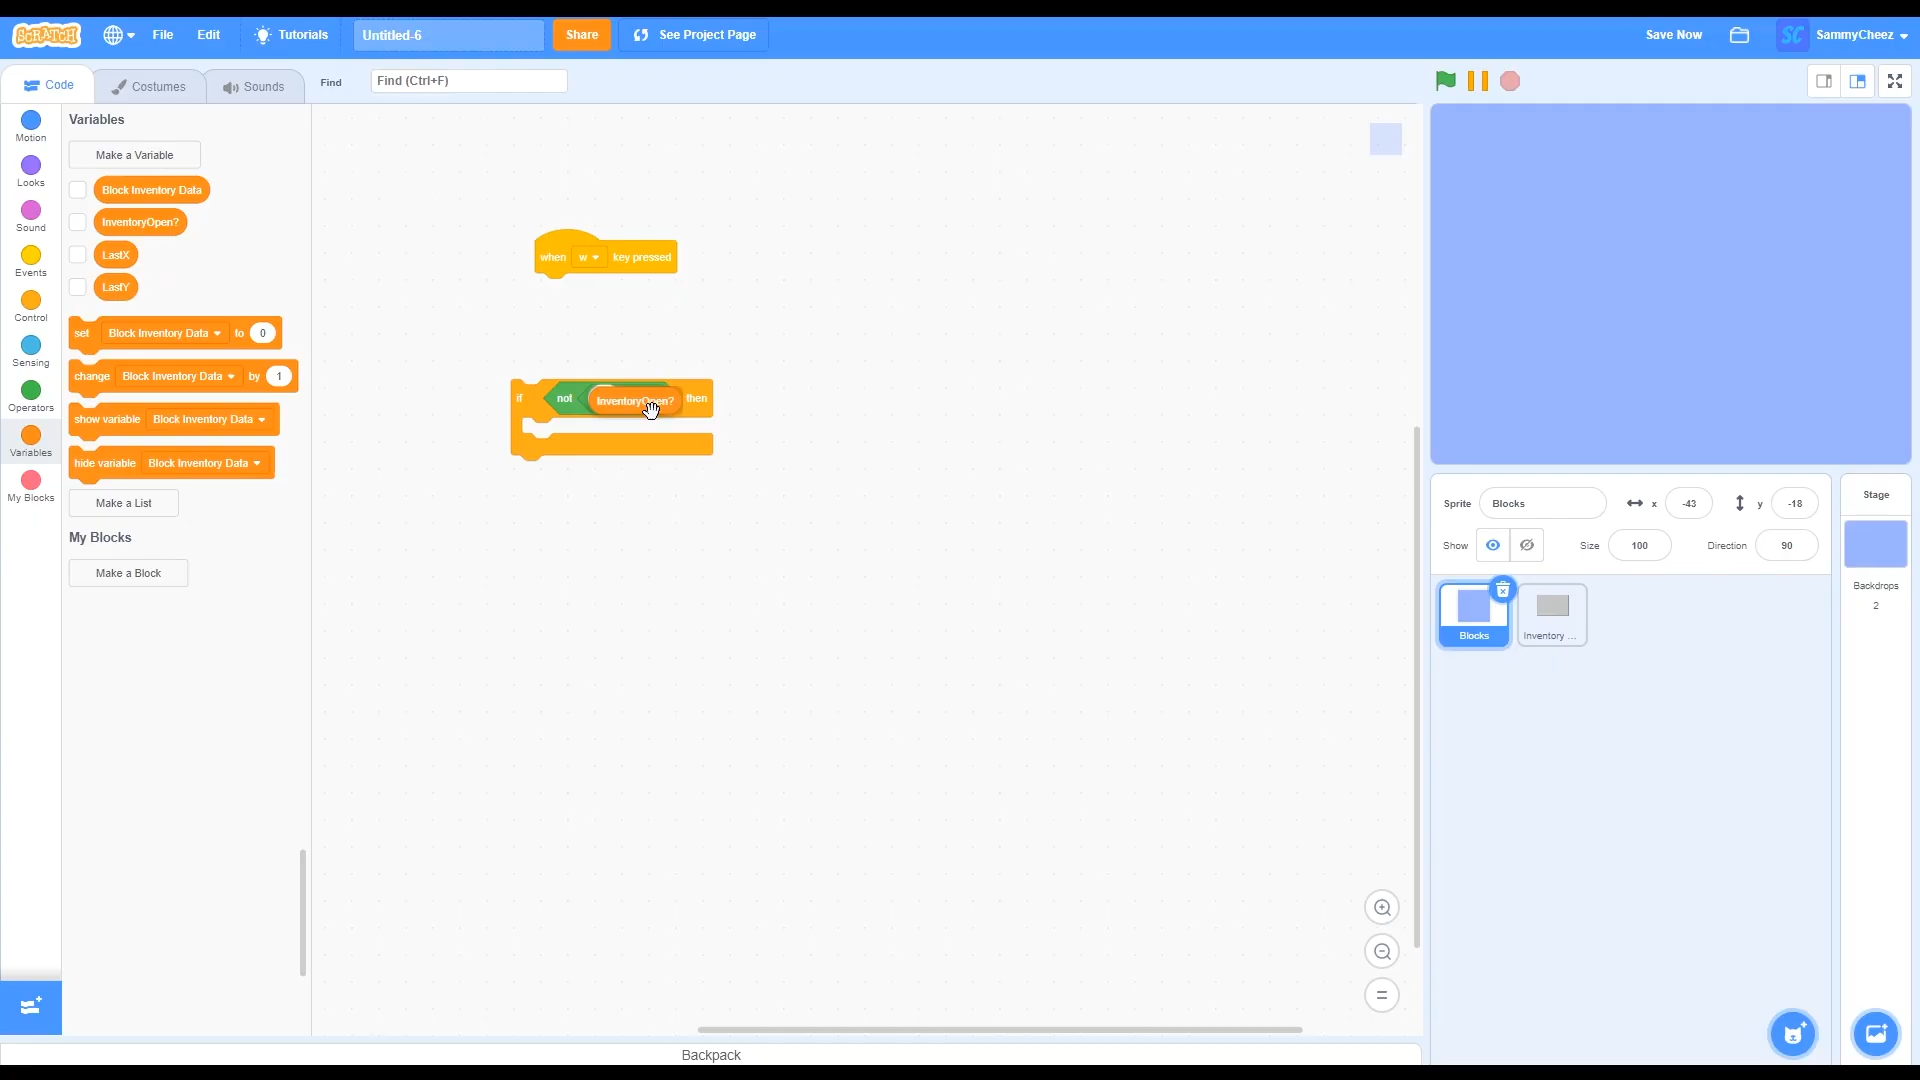 SCRATCH
File
Edit
Tutorials
Untitled-6
Share
See Project Page
Save Now
SC
SammyCheez
Code
Costumes
Sounds
Find
Find (Ctrl+F)
Motion
Looks
Sound
Events
Control
Sensing
Operators
Variables
My Blocks
Variables
Make a Variable
Block Inventory Data
InventoryOpen?
LastX
LastY
set Block Inventory Data to 0
change Block Inventory Data by 1
show variable Block Inventory Data
hide variable Block Inventory Data
Make a List
My Blocks
Make a Block
when w key pressed
if not InventoryOpen? then
Sprite Blocks x -43 y -18
Show Size 100 Direction 90
Blocks
Inventory ...
Stage
Backdrops
2
Backpack